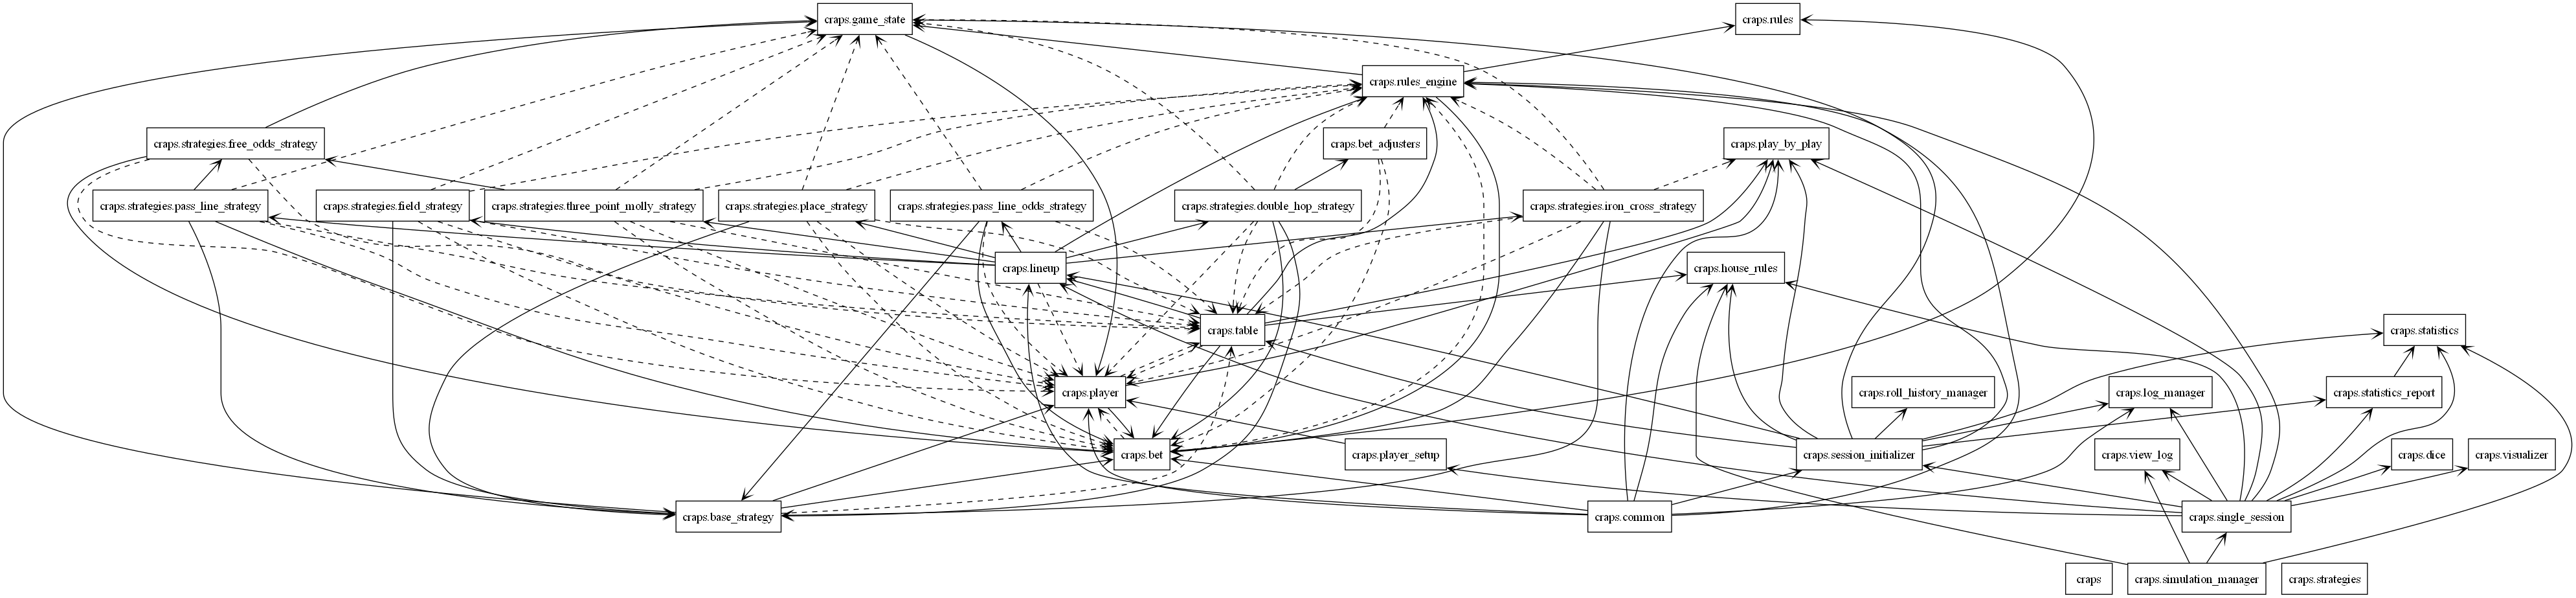 craps.game_state
craps.rules
craps.rules_engine
craps.strategies.free_odds_strategy
craps.bet_adjusters
craps.play_by_play
craps.strategies.pass_line_strategy
craps.strategies.field_strategy
craps.strategies.three_point_molly_strategy
craps.strategies.place_strategy
craps.strategies.pass_line_odds_strategy
craps.strategies.double_hop_strategy
craps.strategies.iron_cross_strategy
craps.lineup
craps.house_rules
craps.table
craps.statistics
craps.player
craps.roll_history_manager
craps.log_manager
craps.statistics_report
craps.bet
craps.player_setup
craps.session_initializer
craps.view_log
craps.dice
craps.visualizer
craps.base_strategy
craps.common
craps.single_session
craps
craps.simulation_manager
craps.strategies